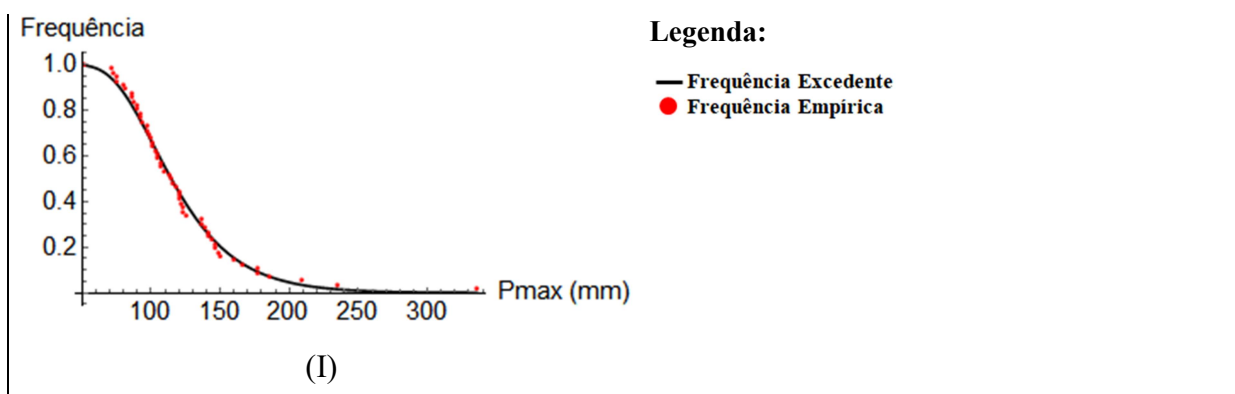 Frequência
Legenda:
1.0
Frequência Excedente
0.8
Frequência Empírica
0.6
0.4
0.2
Pmax (mm)
100 150 200 250 300
(I)